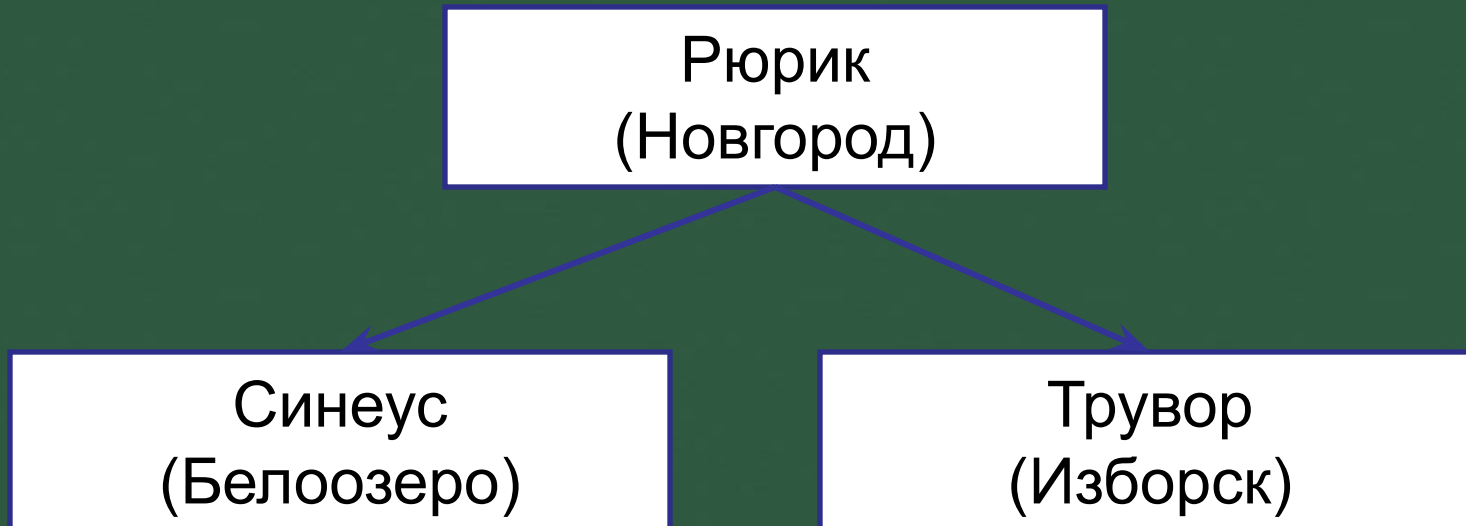 Рюрик
(Новгород)
Синеус
(Белоозеро)
Трувор
(Изборск)